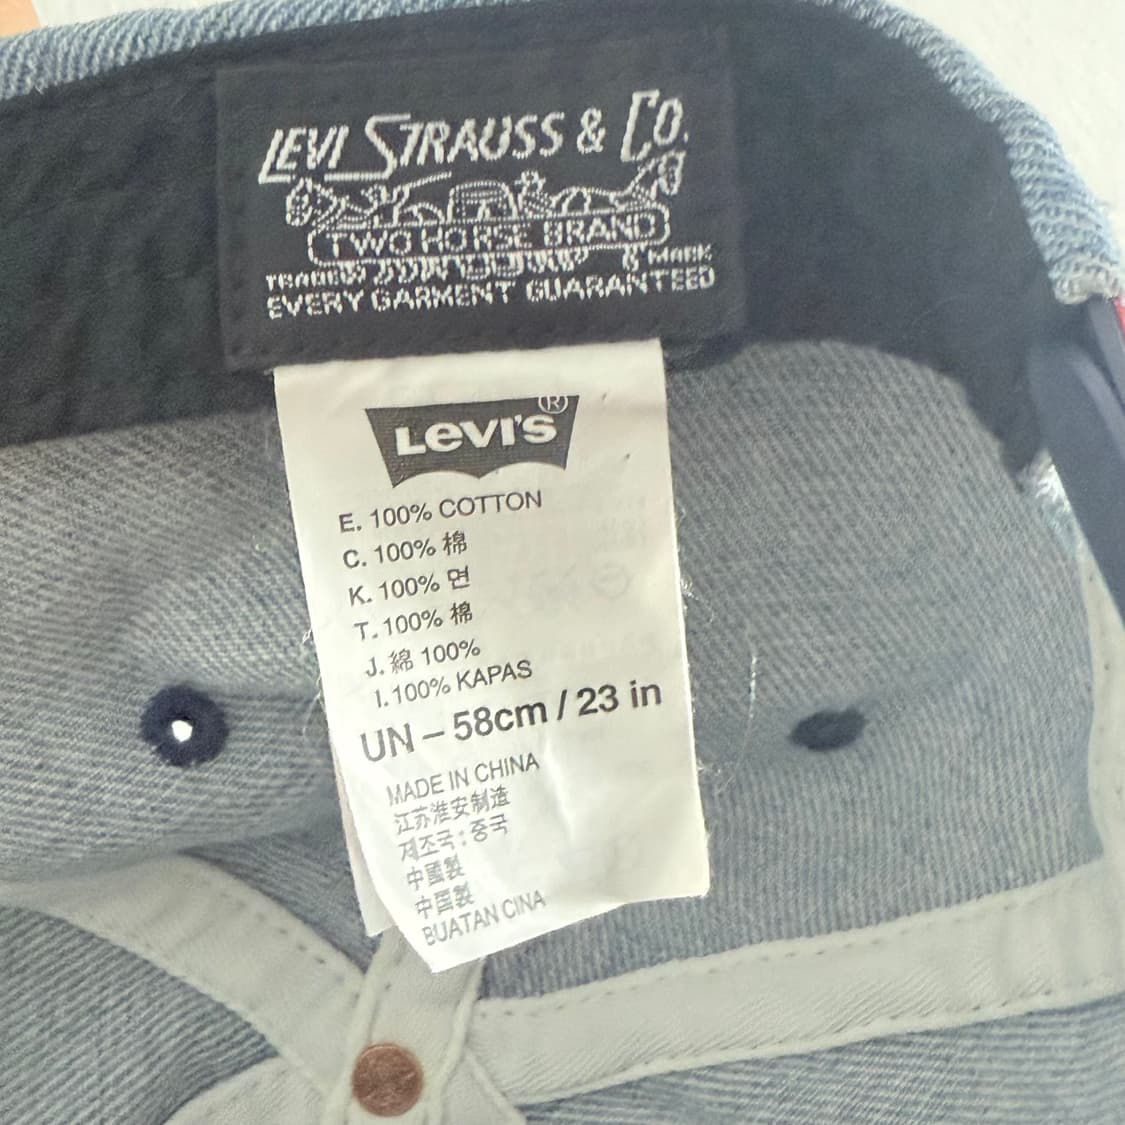 LEVI STRAUSS & CO.
TWO HORSE BRAND
TRADE MARK
EVERY GARMENT GUARANTEED
LEVI'S®
E. 100% COTTON
C. 100% 棉
K. 100% 면
T. 100% 棉
J. 綿 100%
I. 100% KAPAS
UN – 58cm / 23 in
MADE IN CHINA
江苏淮安制造
제조국 : 중국
中國製
中国製
BUATAN CINA